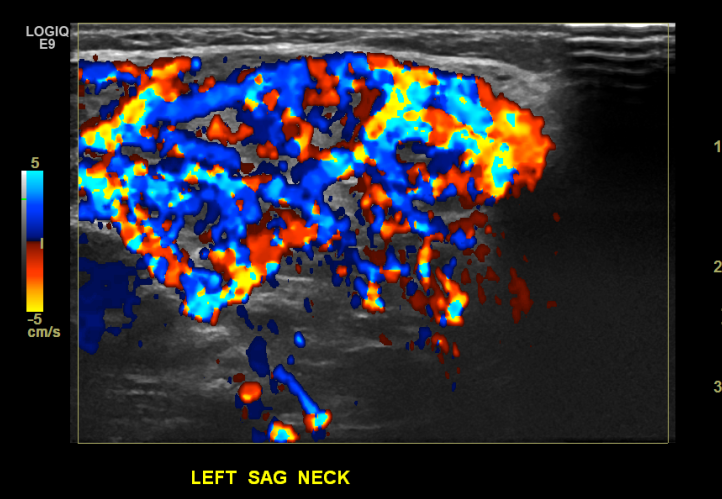 LOGIQ
E9
5
-5
cm/s
1
2
3
LEFT SAG NECK